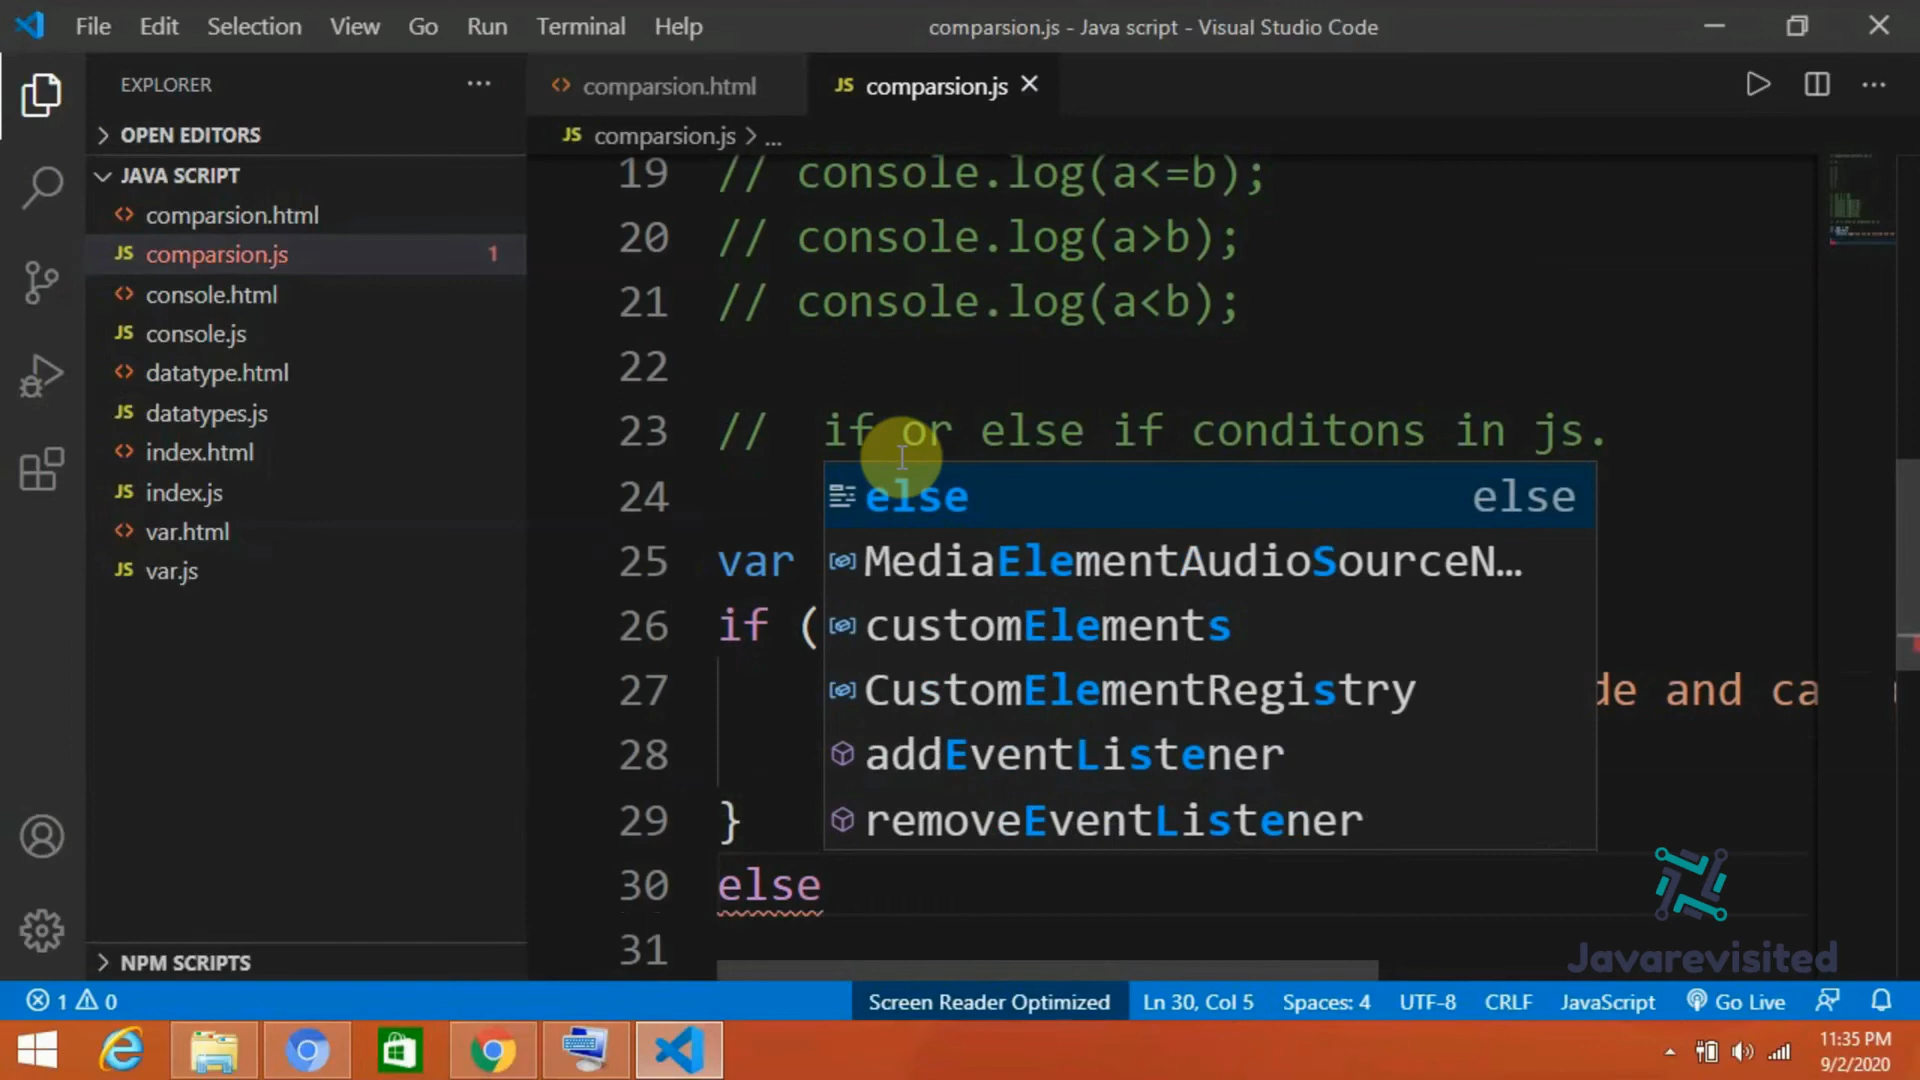 File Edit Selection View Go Run Terminal Help
comparsion.js - Java script - Visual Studio Code
EXPLORER
OPEN EDITORS
JAVA SCRIPT
comparsion.html
comparsion.js 1
console.html
console.js
datatype.html
datatypes.js
index.html
index.js
var.html
var.js
NPM SCRIPTS
comparsion.html
JS comparsion.js
JS comparsion.js > ...
19 // console.log(a<=b);
20 // console.log(a>b);
21 // console.log(a<b);
22
23 // if or else if conditons in js.
24
25 var
26 if (
27 de and ca
28
29 }
30 else
31
else else
MediaElementAudioSourceN...
customElements
CustomElementRegistry
addEventListener
removeEventListener
Javarevisited
1 0
Screen Reader Optimized Ln 30, Col 5 Spaces: 4 UTF-8 CRLF JavaScript Go Live
11:35 PM
9/2/2020